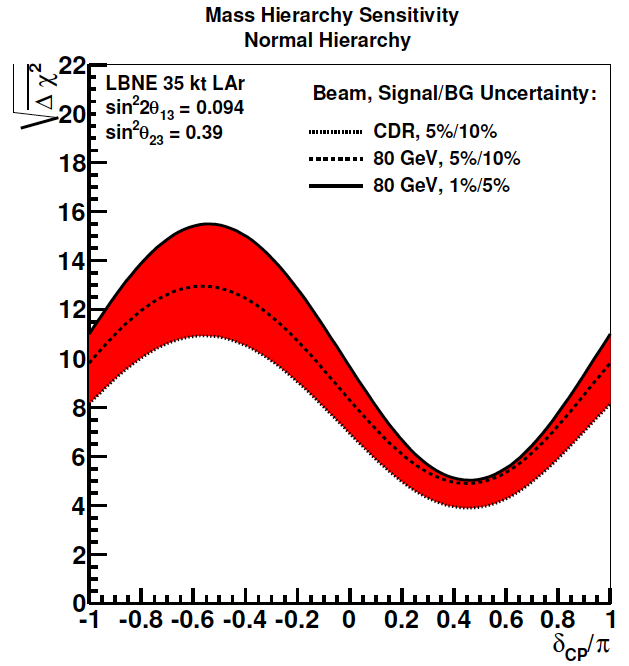 Mass Hierarchy Sensitivity
Normal Hierarchy
√Δχ²
LBNE 35 kt LAr
sin²2θ₁₃ = 0.094
sin²θ₂₃ = 0.39
Beam, Signal/BG Uncertainty:
CDR, 5%/10%
80 GeV, 5%/10%
80 GeV, 1%/5%
22
20
18
16
14
12
10
8
6
4
2
0
-1 -0.8 -0.6 -0.4 -0.2 0 0.2 0.4 0.6 0.8 1
δCP/π